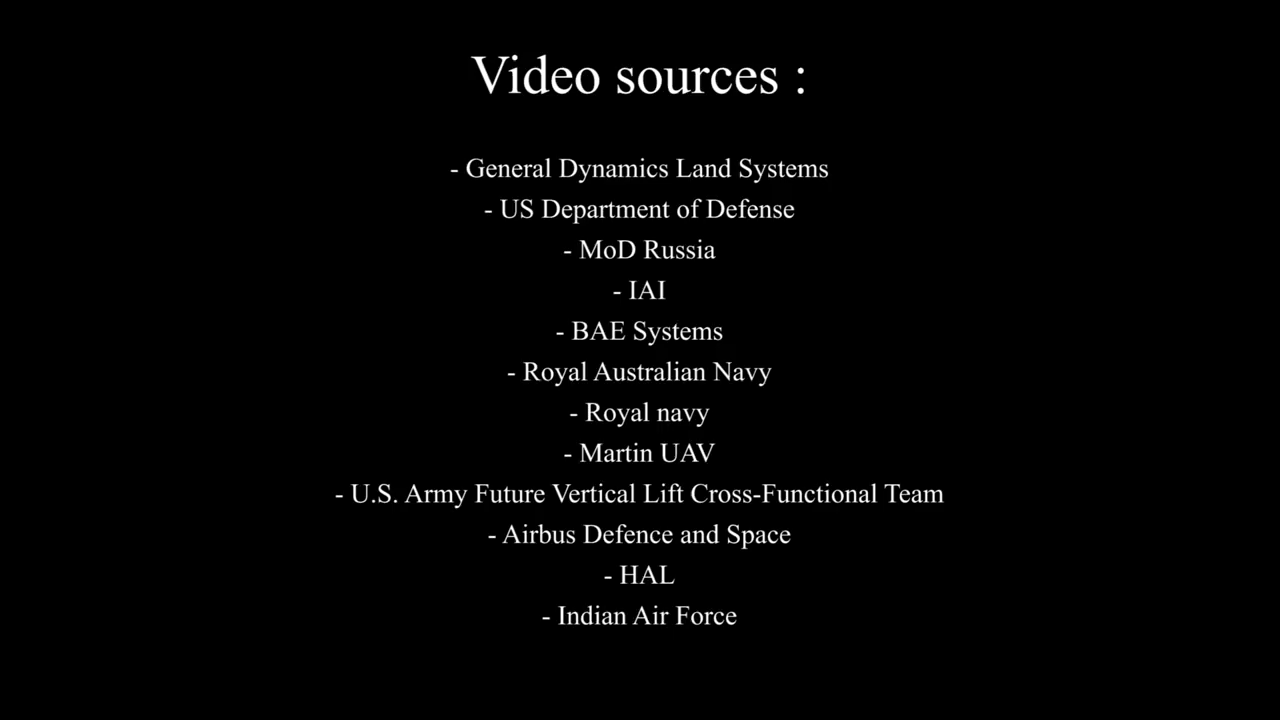 Video sources :
- General Dynamics Land Systems
- US Department of Defense
- MoD Russia
- IAI
- BAE Systems
- Royal Australian Navy
- Royal navy
- Martin UAV
- U.S. Army Future Vertical Lift Cross-Functional Team
- Airbus Defence and Space
- HAL
- Indian Air Force